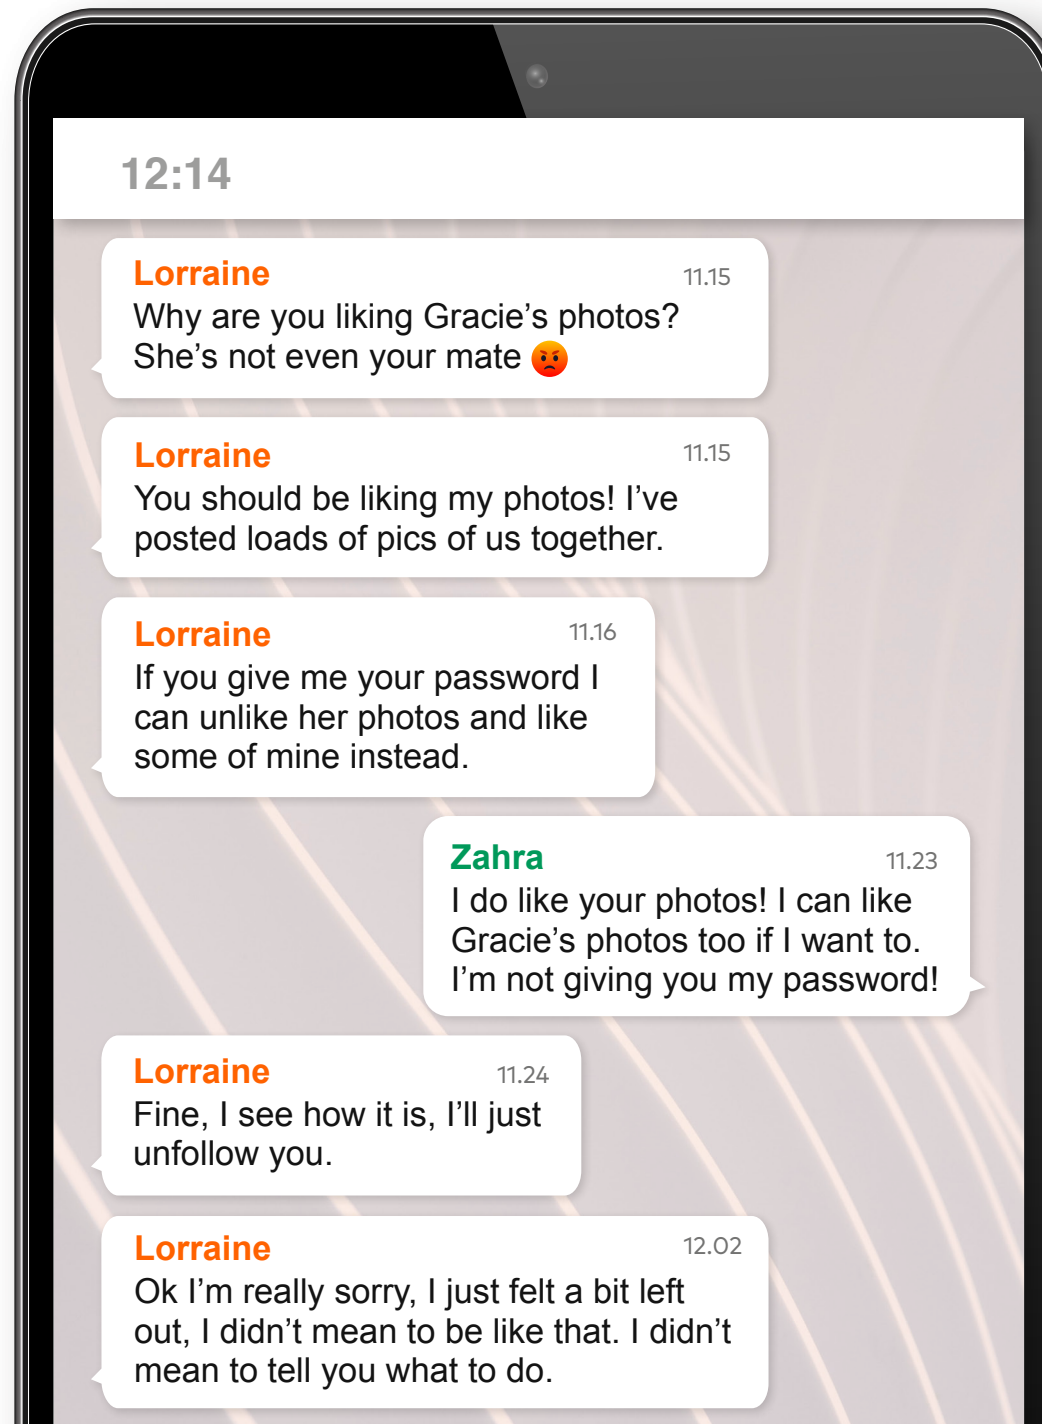 12:14
Lorraine 11.15
Why are you liking Gracie’s photos?
She’s not even your mate 😡
Lorraine 11.15
You should be liking my photos! I’ve
posted loads of pics of us together.
Lorraine 11.16
If you give me your password I
can unlike her photos and like
some of mine instead.
Zahra 11.23
I do like your photos! I can like
Gracie’s photos too if I want to.
I’m not giving you my password!
Lorraine 11.24
Fine, I see how it is, I’ll just
unfollow you.
Lorraine 12.02
Ok I’m really sorry, I just felt a bit left
out, I didn’t mean to be like that. I didn’t
mean to tell you what to do.